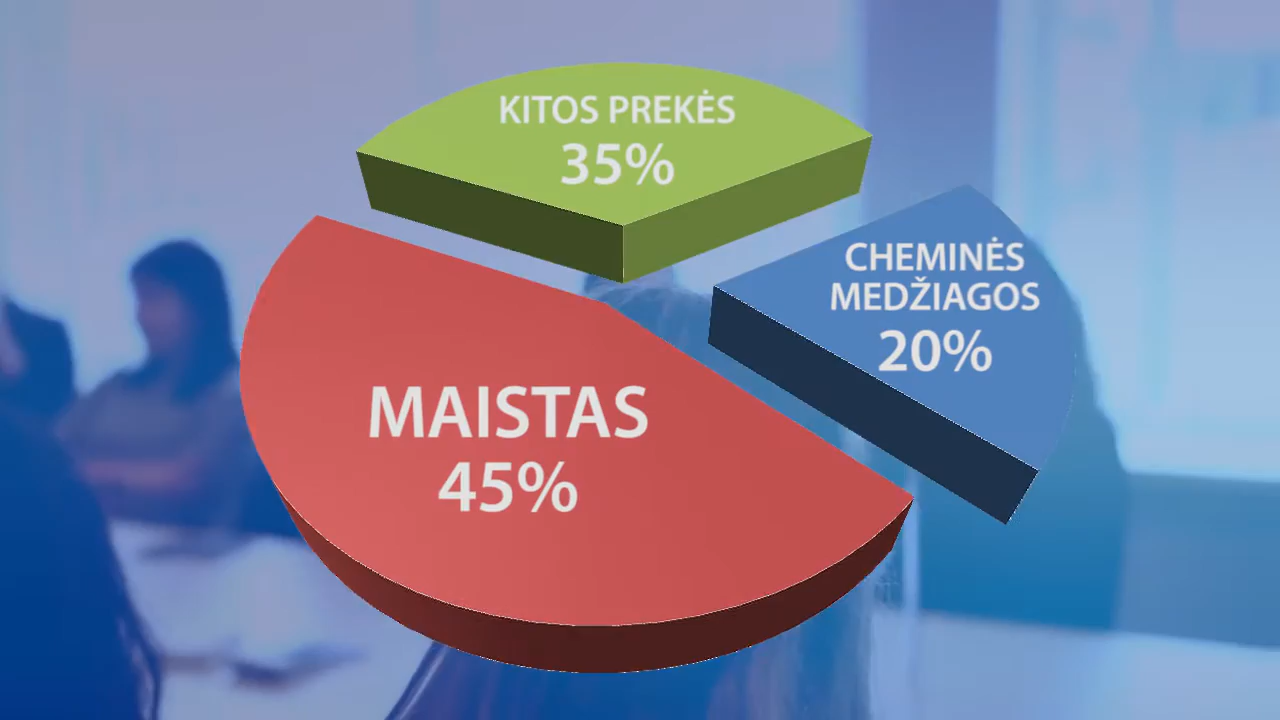 KITOS PREKĖS
35%
CHEMINĖS
MEDŽIAGOS
20%
MAISTAS
45%